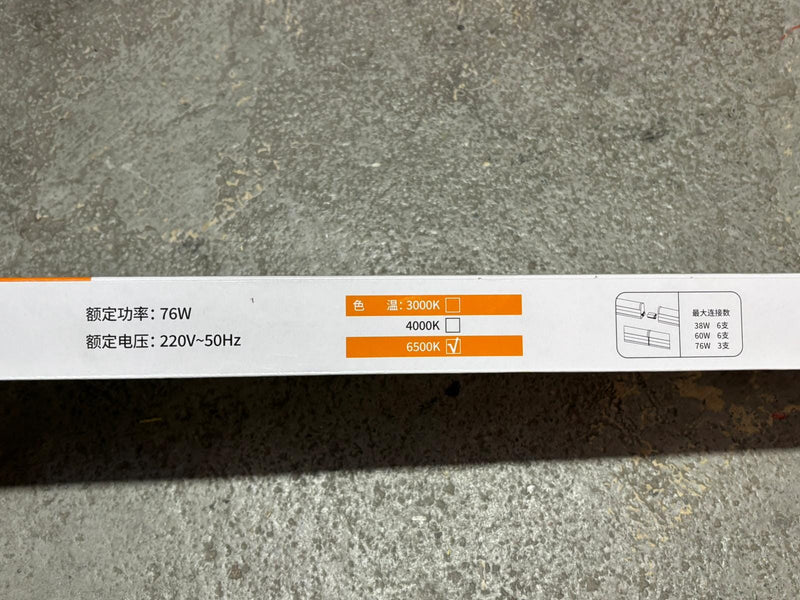 额定功率：76W
额定电压：220V~50Hz
色 温：3000K
4000K
6500K
最大连接数
38W 6支
60W 6支
76W 3支